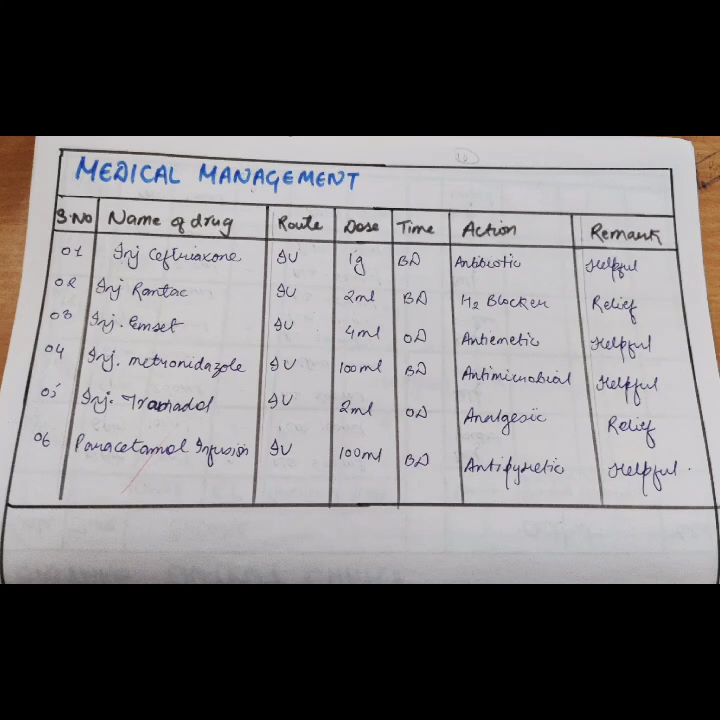 MEDICAL MANAGEMENT
S.No Name of drug Route Dose Time Action Remark
01 Inj Ceftriaxone IV 1g BD Antibiotic Helpful
02 Inj Rantac IV 2ml BD H2 Blocker Relief
03 Inj. Emset IV 4ml OD Antiemetic Helpful
04 Inj. metronidazole IV 100ml BD Antimicrobial Helpful
05 Inj. Tramadol IV 2ml OD Analgesic Relief
06 Paracetamol Infusion IV 100ml BD Antipyretic Helpful.